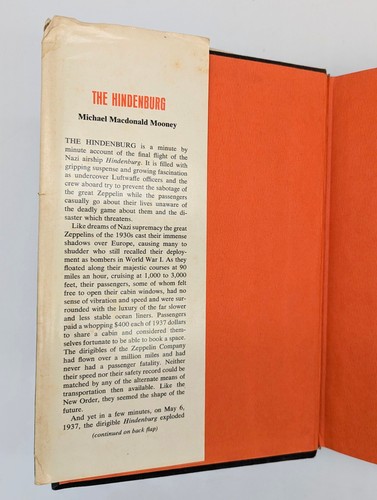 THE HINDENBURG
Michael Macdonald Mooney
THE HINDENBURG is a minute by
minute account of the final flight of the
Nazi airship Hindenburg. It is filled with
gripping suspense and growing fascination
as undercover Luftwaffe officers and the
crew aboard try to prevent the sabotage of
the great Zeppelin while the passengers
casually go about their lives unaware of
the deadly game about them and the di-
saster which threatens.
Like dreams of Nazi supremacy the great
Zeppelins of the 1930s cast their immense
shadows over Europe, causing many to
shudder who still recalled their deploy-
ment as bombers in World War I. As they
floated along their majestic courses at 90
miles an hour, cruising at 1,000 to 3,000
feet, their passengers, some of whom felt
free to open their cabin windows, had no
sense of vibration and speed and were sur-
rounded with the luxury of the far slower
and less stable ocean liners. Passengers
paid a whopping $400 each of 1937 dollars
to share a cabin and considered them-
selves fortunate to be able to book a space.
The dirigibles of the Zeppelin Company
had flown over a million miles and had
never had a passenger fatality. Neither
their speed nor their safety record could be
matched by any of the alternate means of
transportation then available. Like the
New Order, they seemed the shape of the
future.
And yet in a few minutes, on May 6,
1937, the dirigible Hindenburg exploded
(continued on back flap)